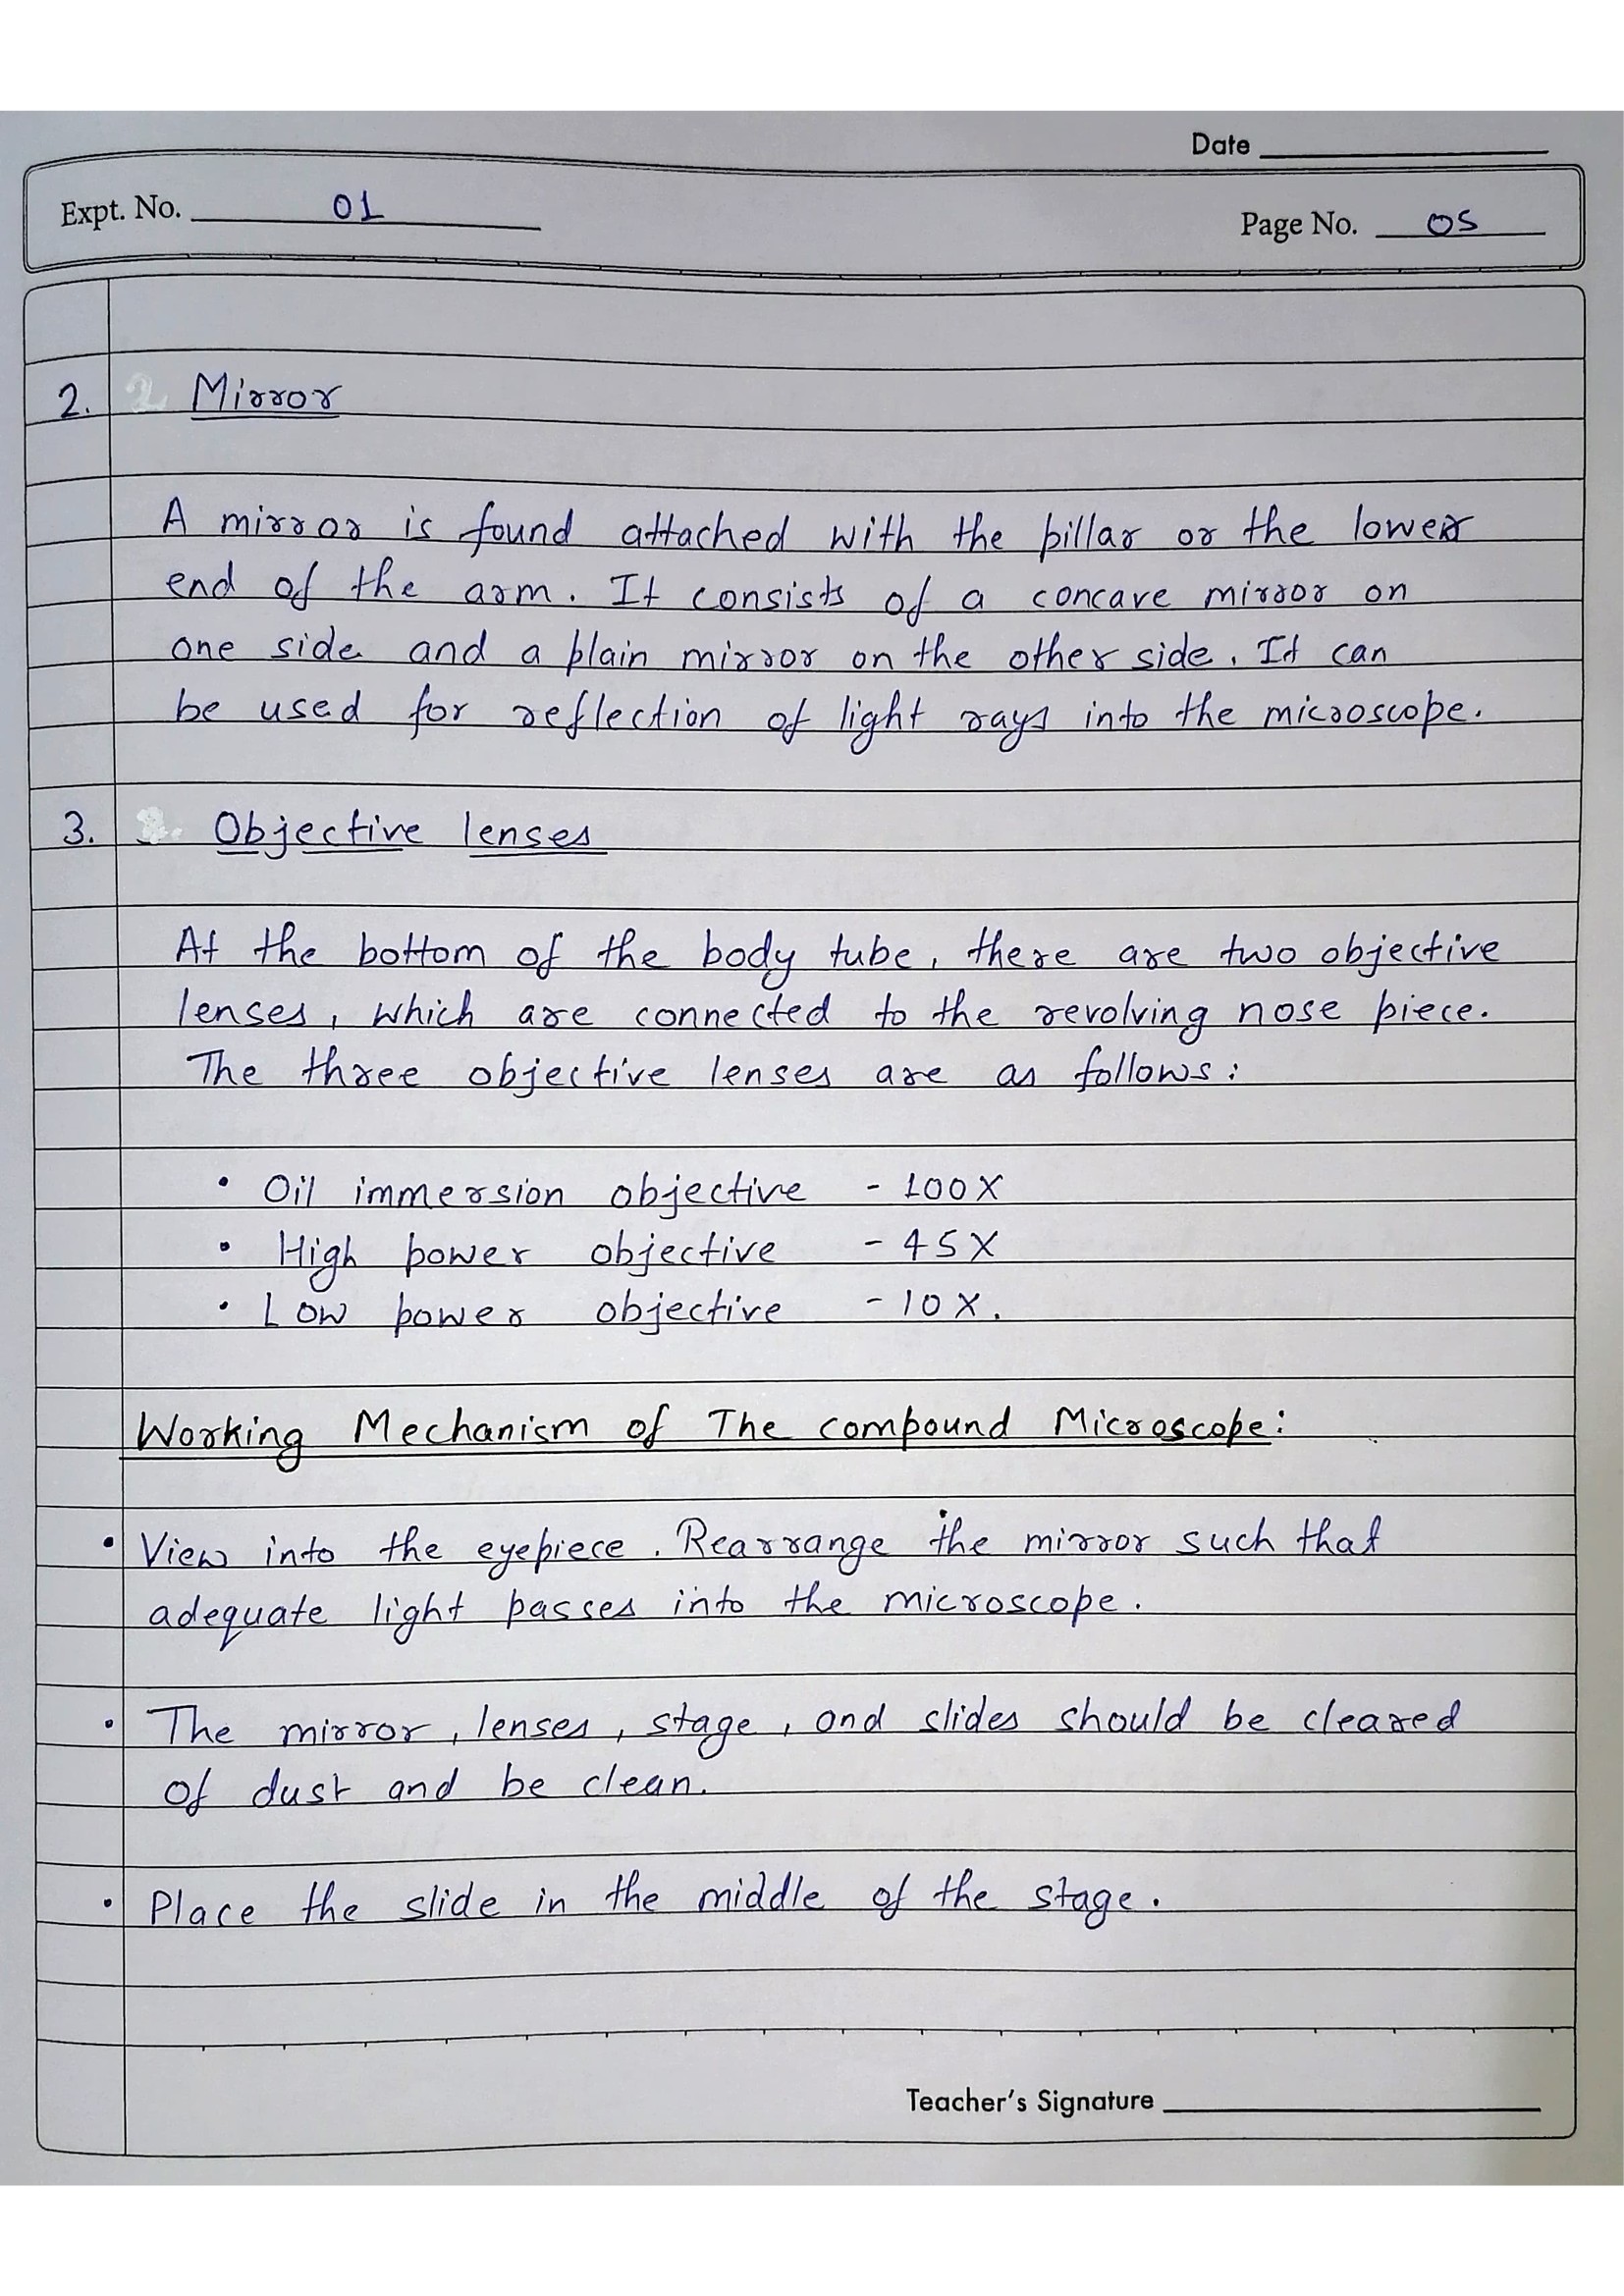 Date
Expt. No. 01
Page No. 05
2. Mirror
A mirror is found attached with the pillar or the lower
end of the arm. It consists of a concave mirror on
one side and a plain mirror on the other side. It can
be used for reflection of light rays into the microscope.
3. Objective lenses
At the bottom of the body tube, there are two objective
lenses, which are connected to the revolving nose piece.
The three objective lenses are as follows:
• Oil immersion objective - 100X
• High power objective - 45X
• Low power objective - 10X.
Working Mechanism of The compound Microscope:
• View into the eyepiece. Rearrange the mirror such that
adequate light passes into the microscope.
• The mirror, lenses, stage, and slides should be cleared
of dust and be clean.
• Place the slide in the middle of the stage.
Teacher's Signature